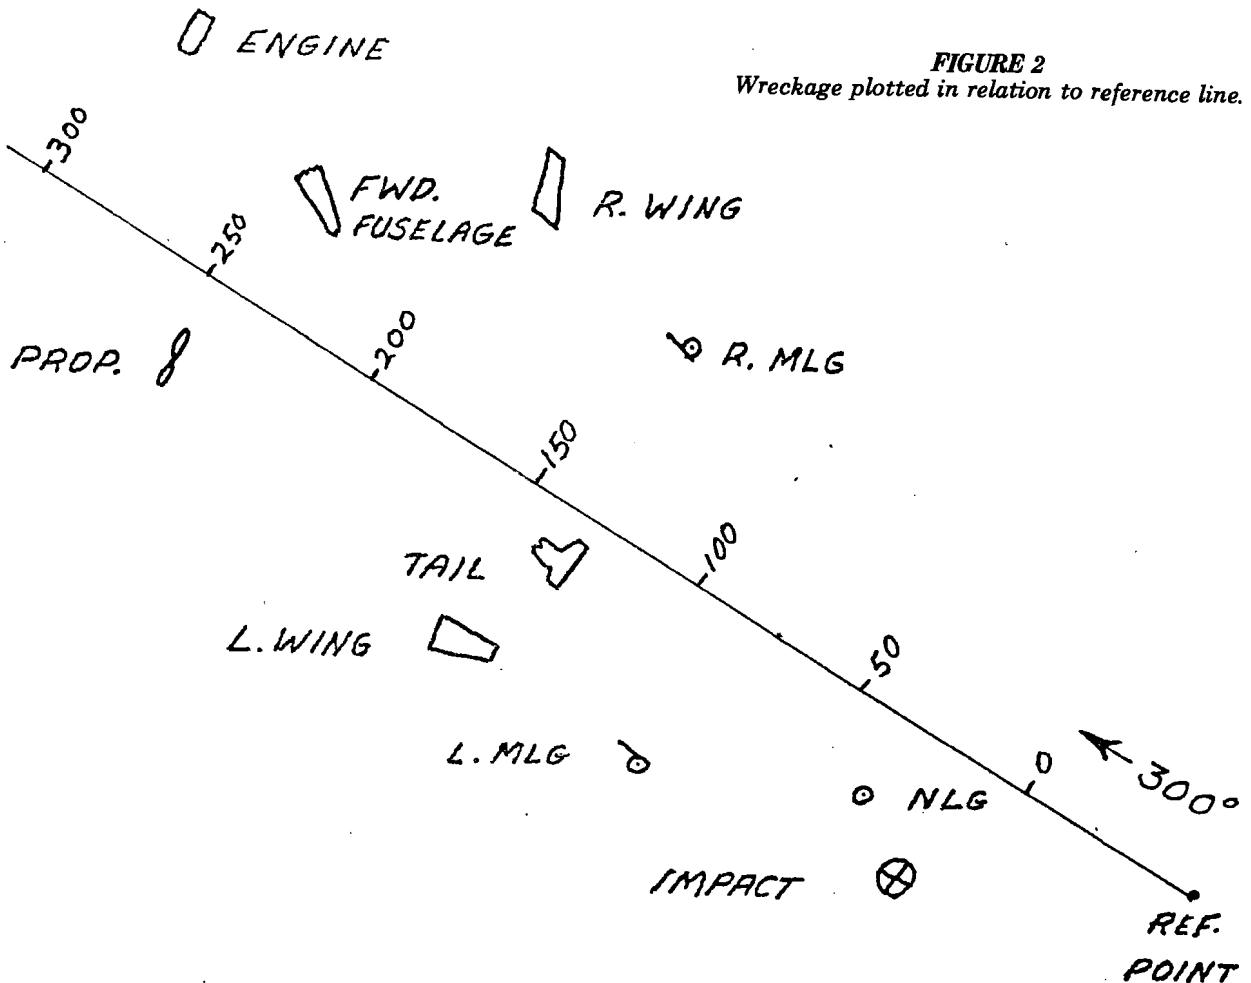 ENGINE
FIGURE 2
Wreckage plotted in relation to reference line.
300
FWD.
FUSELAGE
R. WING
250
PROP.
200
R. MLG
150
TAIL
100
L. WING
50
L. MLG
0
300°
NLG
IMPACT
REF.
POINT